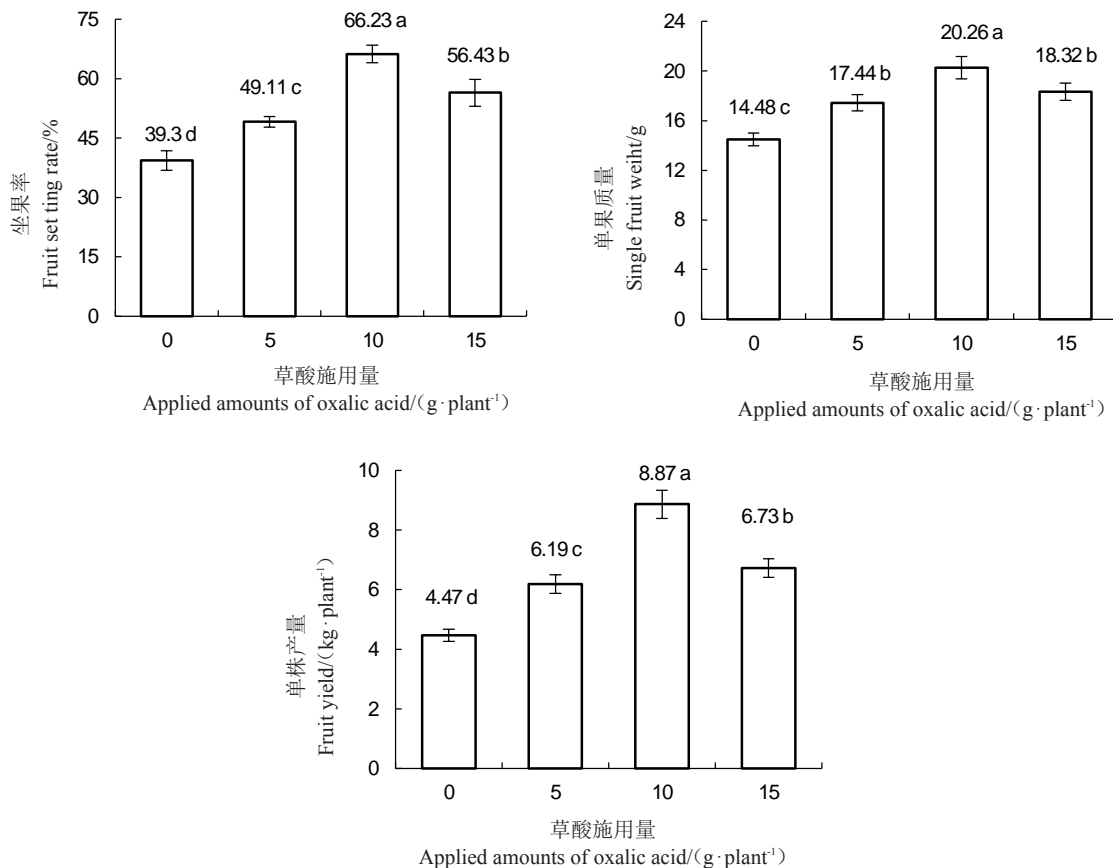 坐果率
Fruit set ting rate/%
75
60
45
30
15
0
39.3 d
49.11 c
66.23 a
56.43 b
0 5 10 15
草酸施用量
Applied amounts of oxalic acid/(g·plant⁻¹)
单果质量
Single fruit weiht/g
24
20
16
12
8
4
0
14.48 c
17.44 b
20.26 a
18.32 b
0 5 10 15
草酸施用量
Applied amounts of oxalic acid/(g·plant⁻¹)
单株产量
Fruit yield/(kg·plant⁻¹)
10
8
6
4
2
0
4.47 d
6.19 c
8.87 a
6.73 b
0 5 10 15
草酸施用量
Applied amounts of oxalic acid/(g·plant⁻¹)